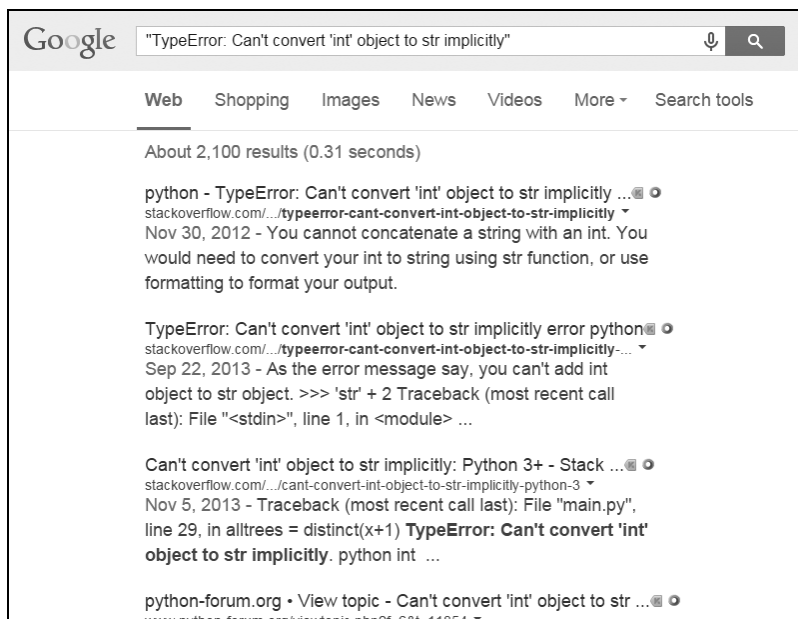 Google
"TypeError: Can't convert 'int' object to str implicitly"
Web Shopping Images News Videos More Search tools
About 2,100 results (0.31 seconds)
python - TypeError: Can't convert 'int' object to str implicitly ...
stackoverflow.com/.../typeerror-cant-convert-int-object-to-str-implicitly
Nov 30, 2012 - You cannot concatenate a string with an int. You
would need to convert your int to string using str function, or use
formatting to format your output.
TypeError: Can't convert 'int' object to str implicitly error python
stackoverflow.com/.../typeerror-cant-convert-int-object-to-str-implicitly-...
Sep 22, 2013 - As the error message say, you can't add int
object to str object. >>> 'str' + 2 Traceback (most recent call
last): File "<stdin>", line 1, in <module> ...
Can't convert 'int' object to str implicitly: Python 3+ - Stack ...
stackoverflow.com/.../cant-convert-int-object-to-str-implicitly-python-3
Nov 5, 2013 - Traceback (most recent call last): File "main.py",
line 29, in alltrees = distinct(x+1) TypeError: Can't convert 'int'
object to str implicitly. python int ...
python-forum.org • View topic - Can't convert 'int' object to str ...